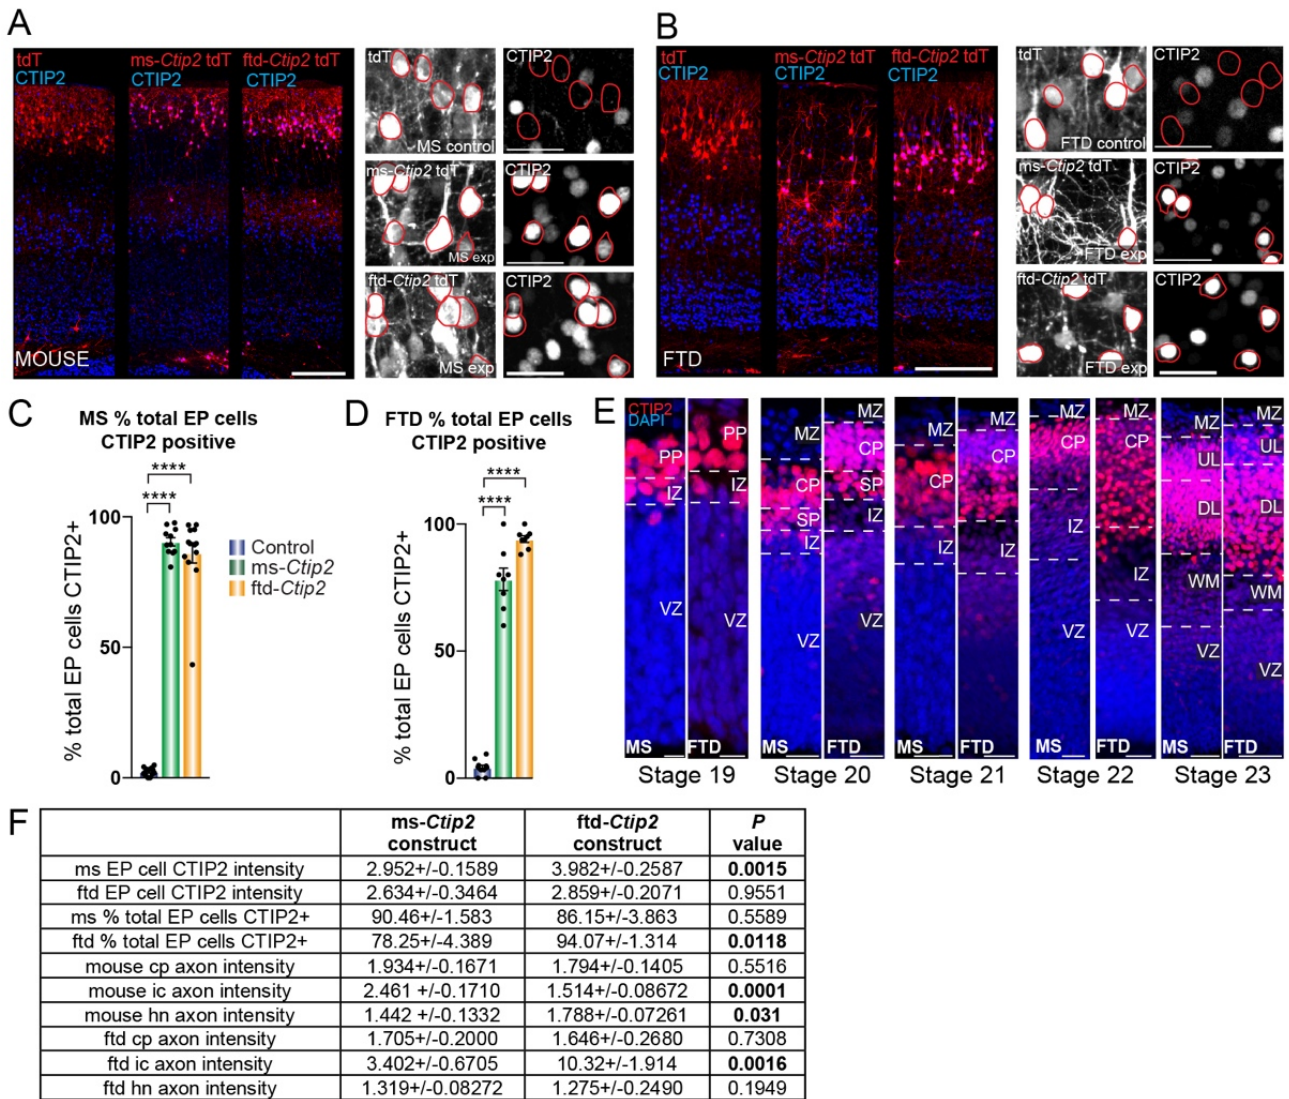 A
tdT
CTIP2
ms-Ctip2 tdT
CTIP2
ftd-Ctip2 tdT
CTIP2
MOUSE
tdT
MS control
CTIP2
ms-Ctip2 tdT
MS exp
CTIP2
ftd-Ctip2 tdT
MS exp
CTIP2
B
tdT
CTIP2
ms-Ctip2 tdT
CTIP2
ftd-Ctip2 tdT
CTIP2
FTD
tdT
FTD control
CTIP2
ms-Ctip2 tdT
FTD exp
CTIP2
ftd-Ctip2 tdT
FTD exp
CTIP2
C
MS % total EP cells
CTIP2 positive
****
****
% total EP cells CTIP2+
100
50
0
Control
ms-Ctip2
ftd-Ctip2
D
FTD % total EP cells
CTIP2 positive
****
****
% total EP cells CTIP2+
100
50
0
E
CTIP2
DAPI
PP
IZ
VZ
MS
PP
IZ
VZ
FTD
Stage 19
MZ
CP
SP
IZ
VZ
MS
MZ
CP
SP
IZ
VZ
FTD
Stage 20
MZ
CP
IZ
VZ
MS
MZ
CP
IZ
VZ
FTD
Stage 21
MZ
CP
IZ
VZ
MS
MZ
CP
IZ
VZ
FTD
Stage 22
MZ
UL
DL
WM
VZ
MS
MZ
UL
DL
WM
VZ
FTD
Stage 23
F
ms-Ctip2 construct ftd-Ctip2 construct P value
ms EP cell CTIP2 intensity 2.952+/-0.1589 3.982+/-0.2587 0.0015
ftd EP cell CTIP2 intensity 2.634+/-0.3464 2.859+/-0.2071 0.9551
ms % total EP cells CTIP2+ 90.46+/-1.583 86.15+/-3.863 0.5589
ftd % total EP cells CTIP2+ 78.25+/-4.389 94.07+/-1.314 0.0118
mouse cp axon intensity 1.934+/-0.1671 1.794+/-0.1405 0.5516
mouse ic axon intensity 2.461 +/-0.1710 1.514+/-0.08672 0.0001
mouse hn axon intensity 1.442 +/-0.1332 1.788+/-0.07261 0.031
ftd cp axon intensity 1.705+/-0.2000 1.646+/-0.2680 0.7308
ftd ic axon intensity 3.402+/-0.6705 10.32+/-1.914 0.0016
ftd hn axon intensity 1.319+/-0.08272 1.275+/-0.2490 0.1949